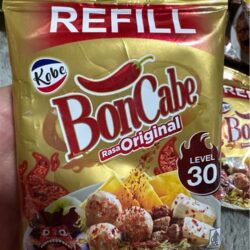 REFILL
Kobe
BonCabe
Rasa Original
LEVEL
30